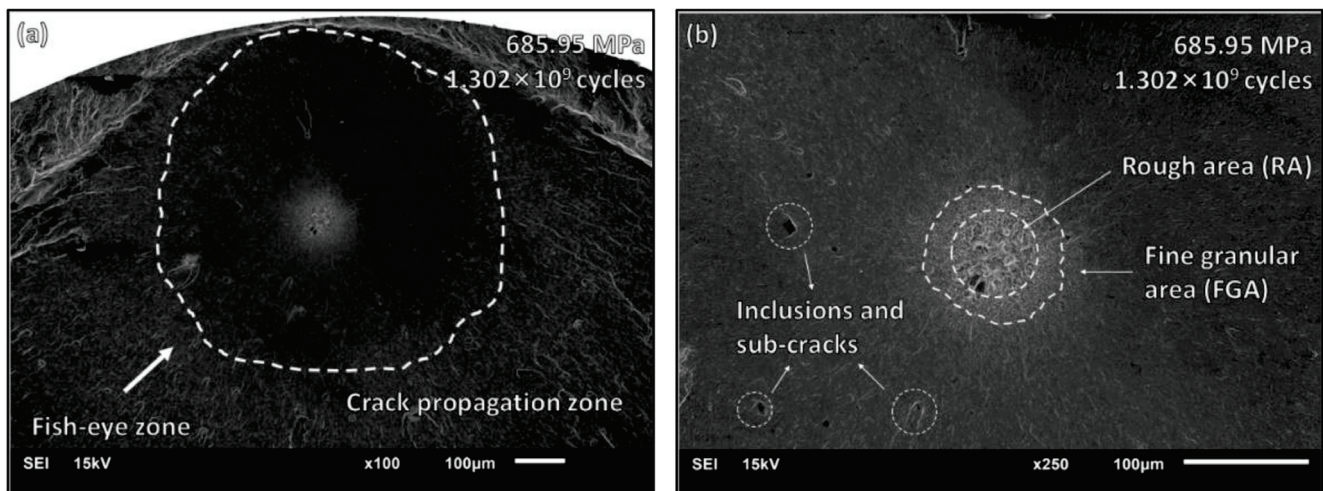 (a)
685.95 MPa
1.302×10⁹ cycles
Fish-eye zone
Crack propagation zone
SEI 15kV x100 100μm
(b)
685.95 MPa
1.302×10⁹ cycles
Rough area (RA)
Fine granular
area (FGA)
Inclusions and
sub-cracks
SEI 15kV x250 100μm